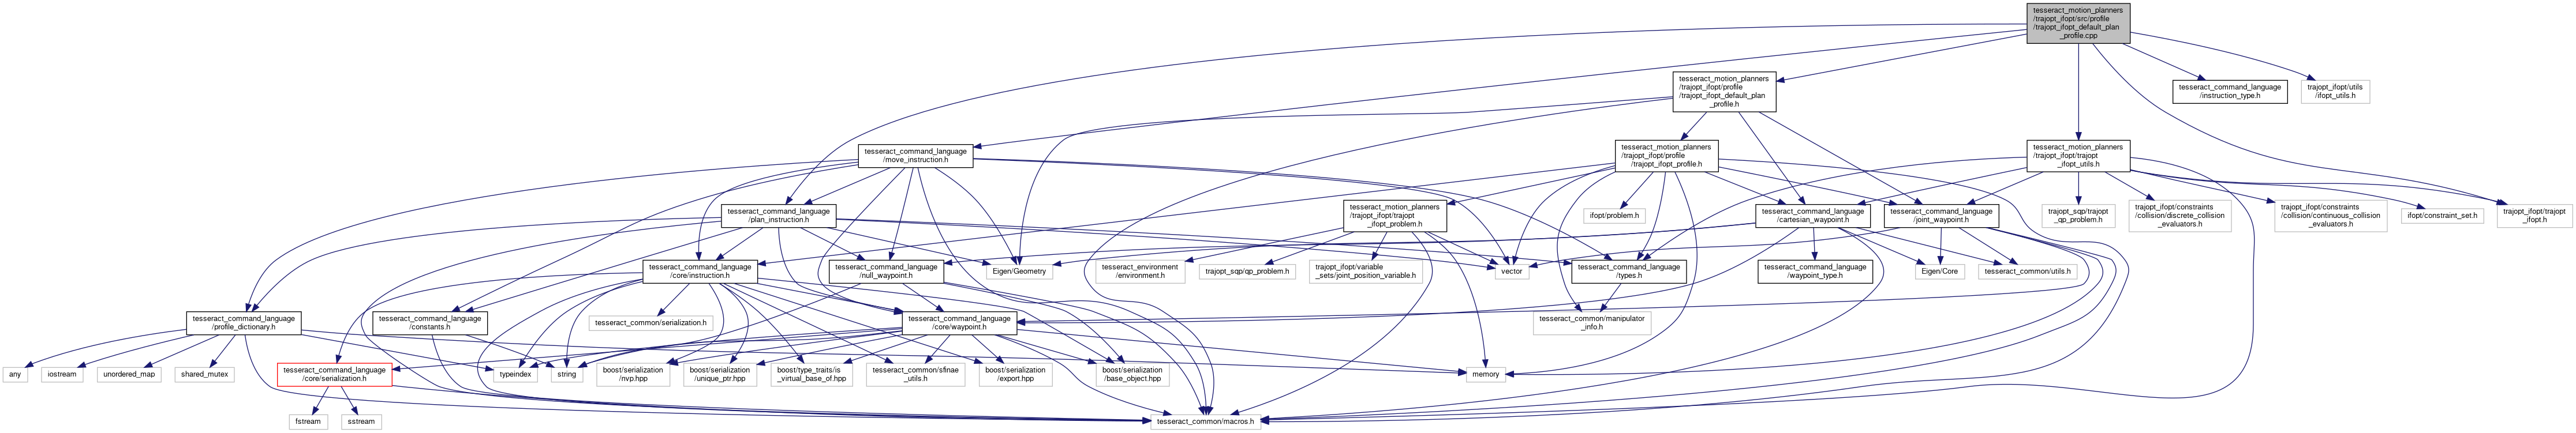 tesseract_motion_planners
/trajopt_ifopt/src/profile
/trajopt_ifopt_default_plan
_profile.cpp
tesseract_motion_planners
/trajopt_ifopt/profile
/trajopt_ifopt_default_plan
_profile.h
tesseract_command_language
/instruction_type.h
trajopt_ifopt/utils
/ifopt_utils.h
tesseract_command_language
/move_instruction.h
tesseract_motion_planners
/trajopt_ifopt/profile
/trajopt_ifopt_profile.h
tesseract_motion_planners
/trajopt_ifopt/trajopt
_ifopt_utils.h
tesseract_command_language
/plan_instruction.h
tesseract_motion_planners
/trajopt_ifopt/trajopt
_ifopt_problem.h
ifopt/problem.h
tesseract_command_language
/cartesian_waypoint.h
tesseract_command_language
/joint_waypoint.h
trajopt_sqp/trajopt
_qp_problem.h
trajopt_ifopt/constraints
/collision/discrete_collision
_evaluators.h
trajopt_ifopt/constraints
/collision/continuous_collision
_evaluators.h
ifopt/constraint_set.h
trajopt_ifopt/trajopt
_ifopt.h
tesseract_command_language
/core/instruction.h
tesseract_command_language
/null_waypoint.h
Eigen/Geometry
tesseract_environment
/environment.h
trajopt_sqp/qp_problem.h
trajopt_ifopt/variable
_sets/joint_position_variable.h
vector
tesseract_command_language
/types.h
tesseract_command_language
/waypoint_type.h
Eigen/Core
tesseract_common/utils.h
tesseract_command_language
/profile_dictionary.h
tesseract_command_language
/constants.h
tesseract_common/serialization.h
tesseract_command_language
/core/waypoint.h
tesseract_common/manipulator
_info.h
any
iostream
unordered_map
shared_mutex
tesseract_command_language
/core/serialization.h
typeindex
string
boost/serialization
/nvp.hpp
boost/serialization
/unique_ptr.hpp
boost/type_traits/is
_virtual_base_of.hpp
tesseract_common/sfinae
_utils.h
boost/serialization
/export.hpp
boost/serialization
/base_object.hpp
memory
fstream
sstream
tesseract_common/macros.h